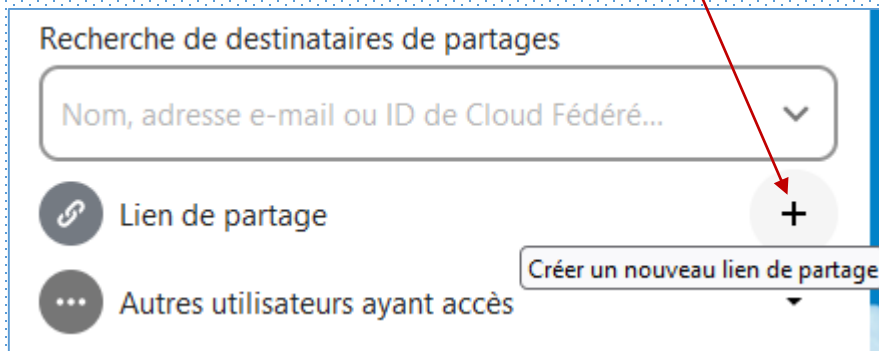 Recherche de destinataires de partages
Nom, adresse e-mail ou ID de Cloud Fédéré...
Lien de partage
Créer un nouveau lien de partage
Autres utilisateurs ayant accès